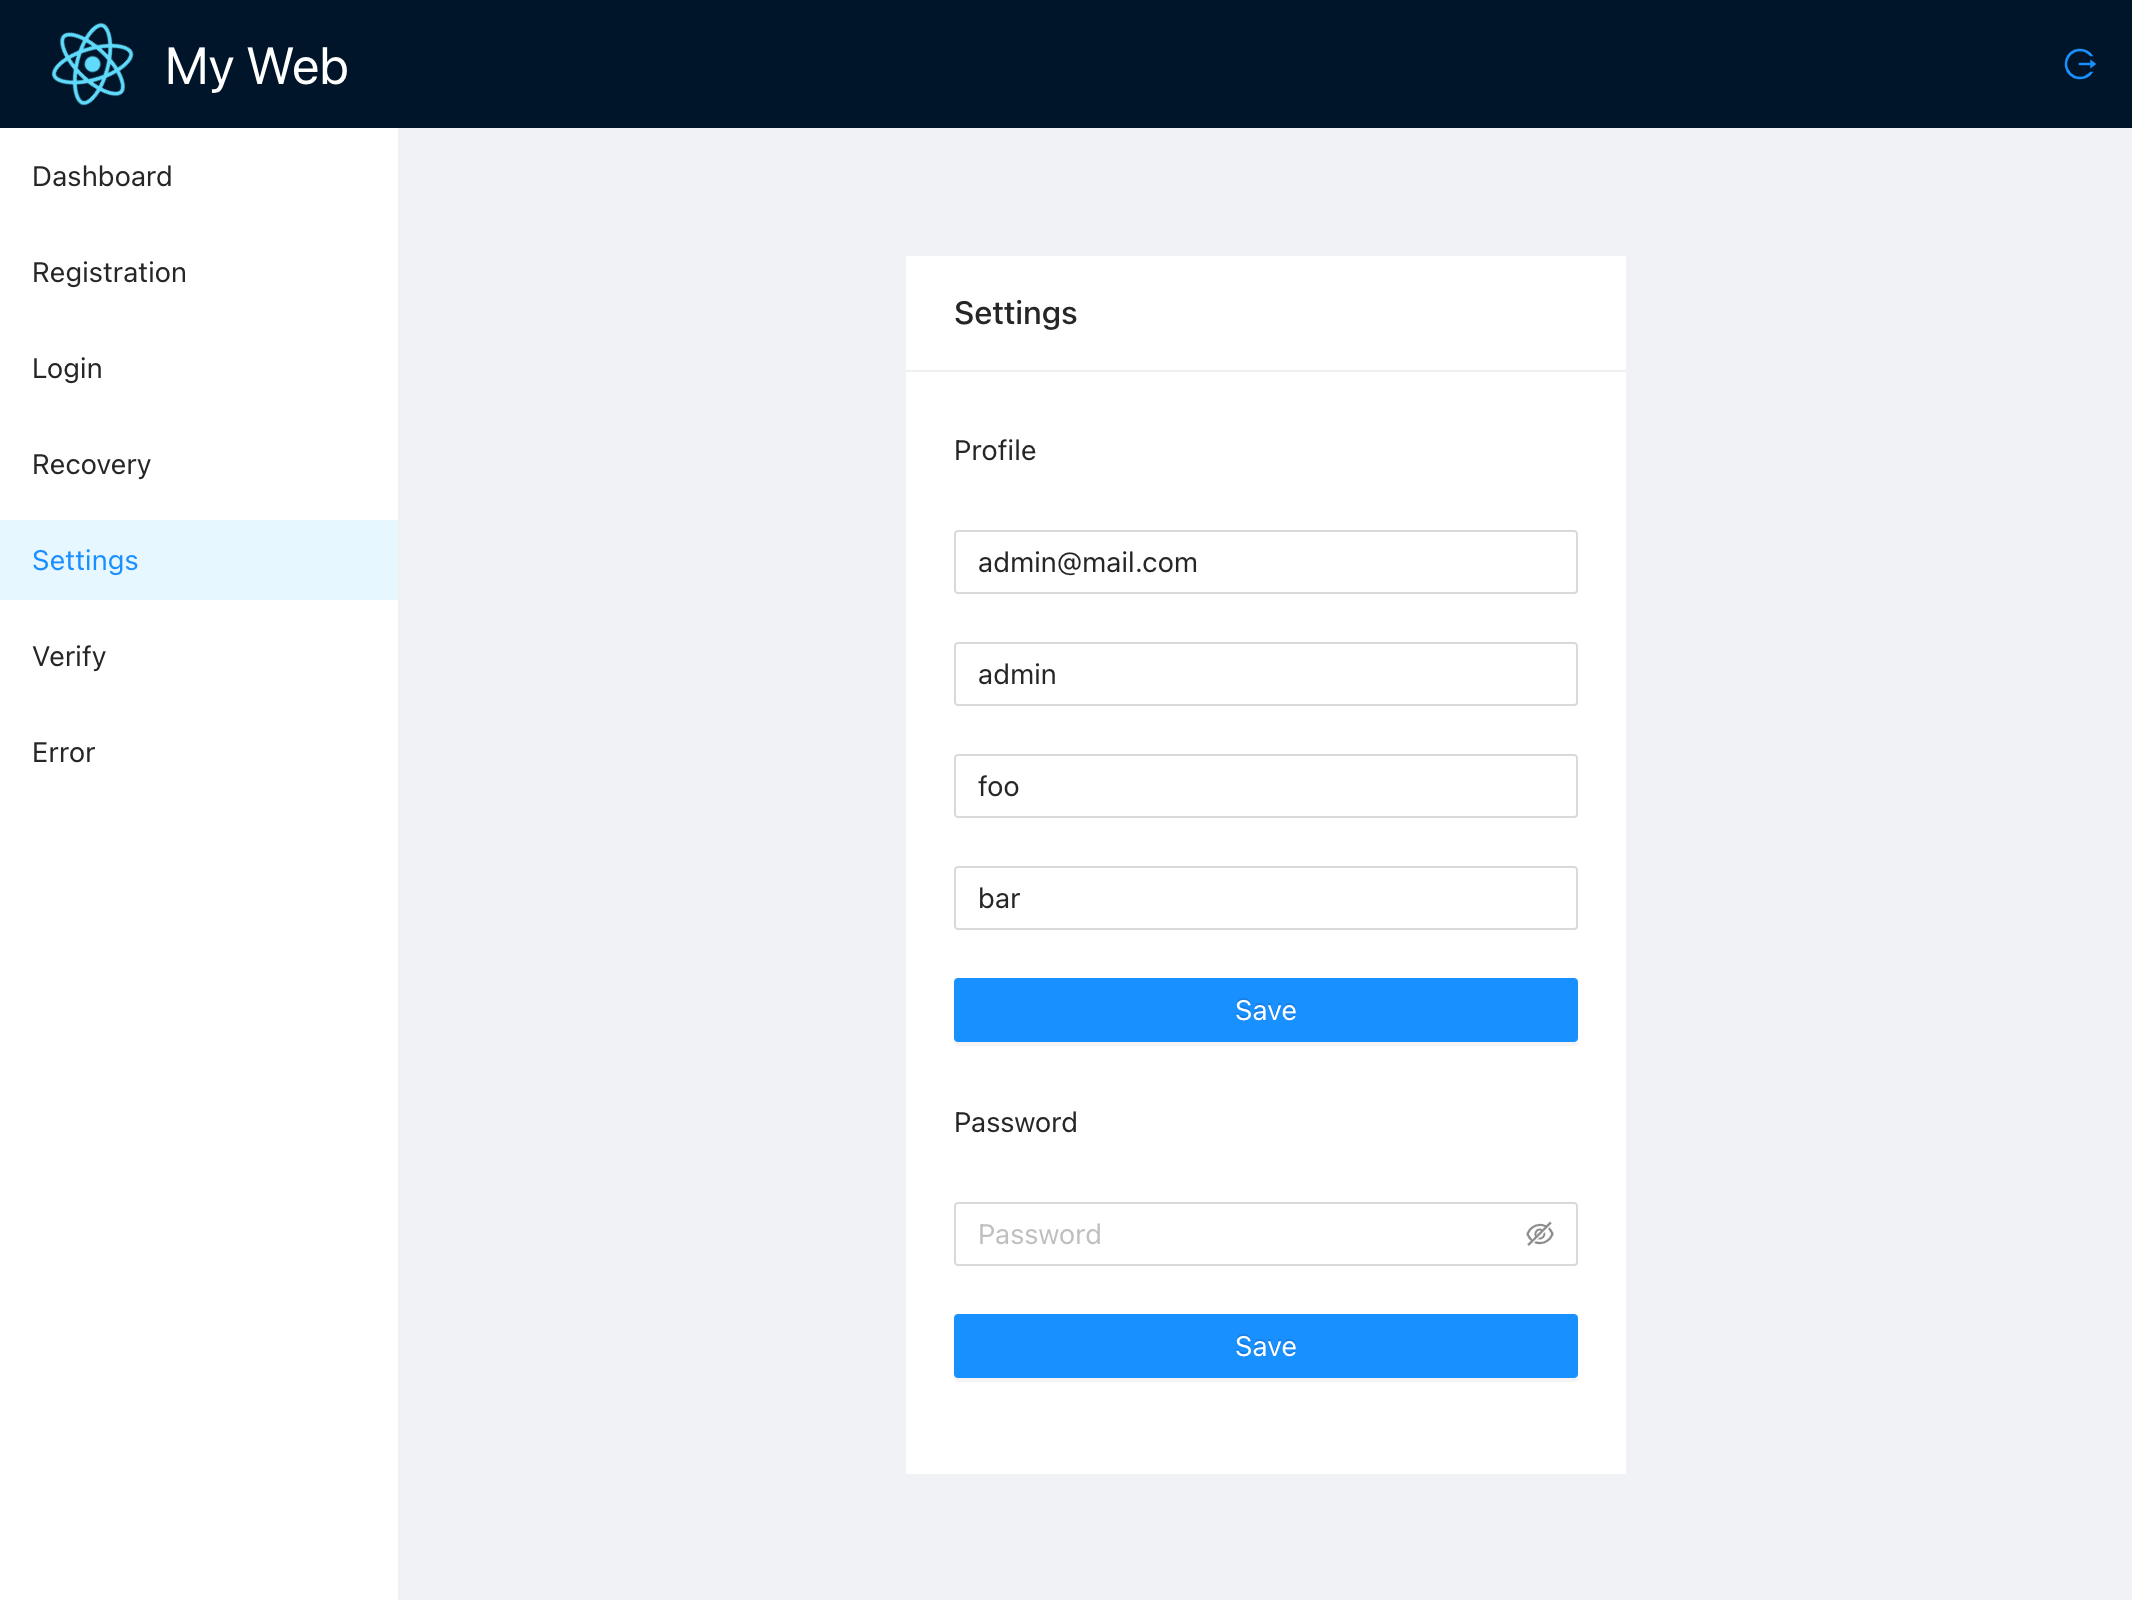 My Web
Dashboard
Registration
Login
Recovery
Settings
Verify
Error
Settings
Profile
admin@mail.com
admin
foo
bar
Save
Password
Password
Save